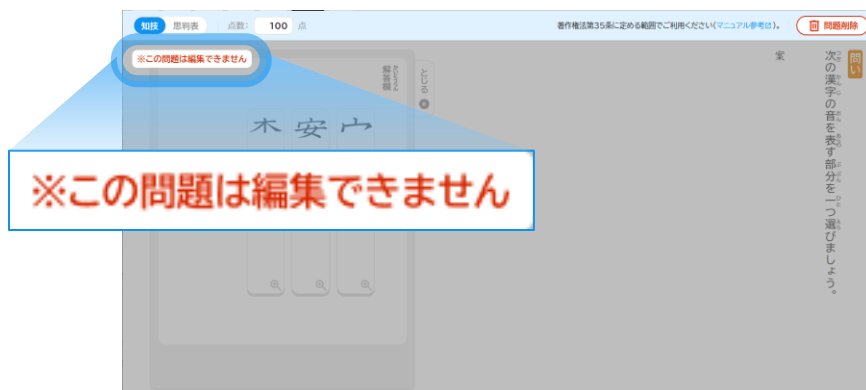 知技 思判表 点数: 100 点 著作権法第35条に定める範囲でご利用ください(マニュアル参考)。 問題削除
※この問題は編集できません
問い
次の漢字の音を表す部分を一つ選びましょう。
案
とじる
解答欄
宀
安
木
※この問題は編集できません